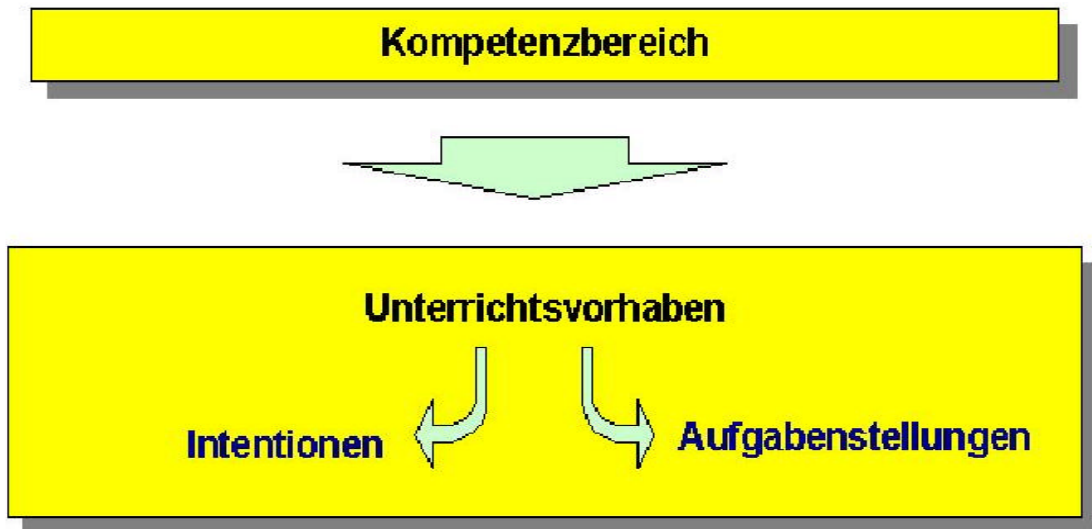 Kompetenzbereich
Unterrichtsvorhaben
Intentionen
Aufgabenstellungen